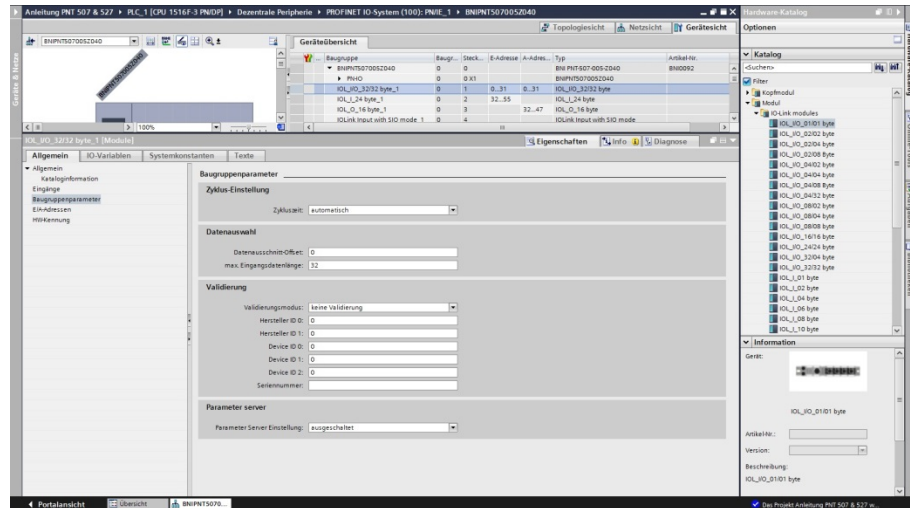 Anleitung PNT 507 & 527 ▸ PLC_1 [CPU 1516F-3 PN/DP] ▸ Dezentrale Peripherie ▸ PROFINET IO-System (100): PN/IE_1 ▸ BNIPNT507005Z040
Hardware-Katalog
Topologiesicht
Netzsicht
Gerätesicht
Optionen
BNIPNT507005Z040
Geräteübersicht
Baugruppe Baugr... Steck... E-Adresse A-Adres... Typ Artikel-Nr.
BNIPNT507005Z040 0 0 BNI PNT-507-005-Z040 BNI0092
PN-IO 0 0 X1 BNIPNT507005Z040
IOL_I/O_32/32 byte_1 0 1 0...31 0...31 IOL_I/O_32/32 byte
IOL_I_24 byte_1 0 2 32...55 IOL_I_24 byte
IOL_O_16 byte_1 0 3 32...47 IOL_O_16 byte
IOLink Input with SIO mode_1 0 4 IOLink Input with SIO mode
100%
BNIPNT507005Z040
Geräte & Netze
IOL_I/O_32/32 byte_1 [Module]
Eigenschaften
Info
Diagnose
Allgemein
IO-Variablen
Systemkonstanten
Texte
Allgemein
Kataloginformation
Eingänge
Baugruppenparameter
E/A-Adressen
HW-Kennung
Baugruppenparameter
Zyklus-Einstellung
Zykluszeit: automatisch
Datenauswahl
Datenausschnitt-Offset: 0
max. Eingangsdatenlänge: 32
Validierung
Validierungsmodus: keine Validierung
Hersteller ID 0: 0
Hersteller ID 1: 0
Device ID 0: 0
Device ID 1: 0
Device ID 2: 0
Seriennummer:
Parameter server
Parameter Server Einstellung: ausgeschaltet
Katalog
<Suchen>
Filter
Kopfmodul
Modul
IO-Link modules
IOL_I/O_01/01 byte
IOL_I/O_02/02 byte
IOL_I/O_02/04 byte
IOL_I/O_02/08 Byte
IOL_I/O_04/02 byte
IOL_I/O_04/04 byte
IOL_I/O_04/08 Byte
IOL_I/O_04/32 byte
IOL_I/O_08/02 byte
IOL_I/O_08/04 byte
IOL_I/O_08/08 byte
IOL_I/O_16/16 byte
IOL_I/O_24/24 byte
IOL_I/O_32/04 byte
IOL_I/O_32/32 byte
IOL_I_01 byte
IOL_I_02 byte
IOL_I_04 byte
IOL_I_06 byte
IOL_I_08 byte
IOL_I_10 byte
Information
Gerät:
IOL_I/O_01/01 byte
Artikel-Nr.:
Version:
Beschreibung:
IOL_I/O_01/01 byte
Portalansicht
Übersicht
BNIPNT5070...
Das Projekt Anleitung PNT 507 & 527 w...